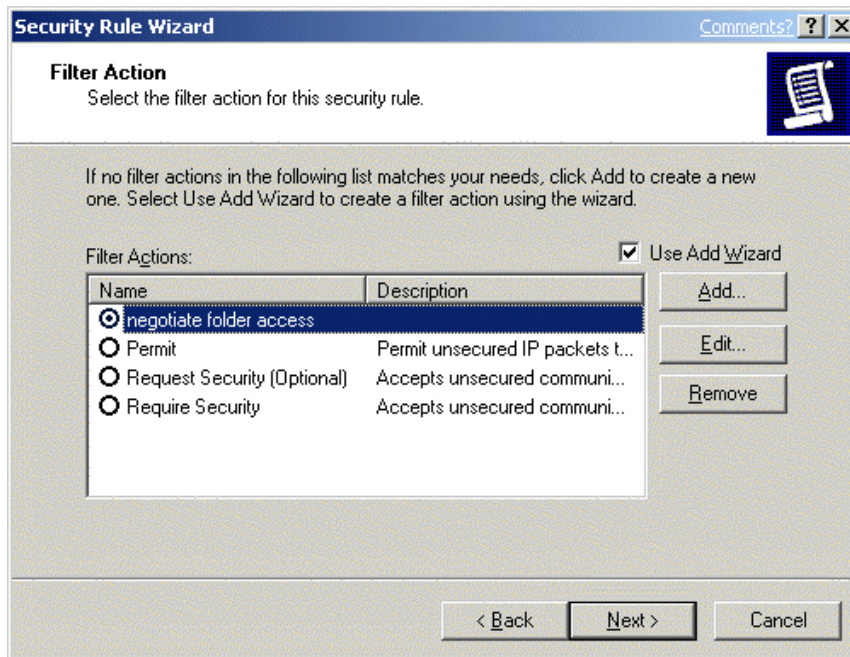 Security Rule Wizard Comments? ? X
Filter Action
Select the filter action for this security rule.
If no filter actions in the following list matches your needs, click Add to create a new
one. Select Use Add Wizard to create a filter action using the wizard.
Filter Actions: Use Add Wizard
Name Description Add...
negotiate folder access
Permit Permit unsecured IP packets t... Edit...
Request Security (Optional) Accepts unsecured communi...
Require Security Accepts unsecured communi... Remove
< Back Next > Cancel